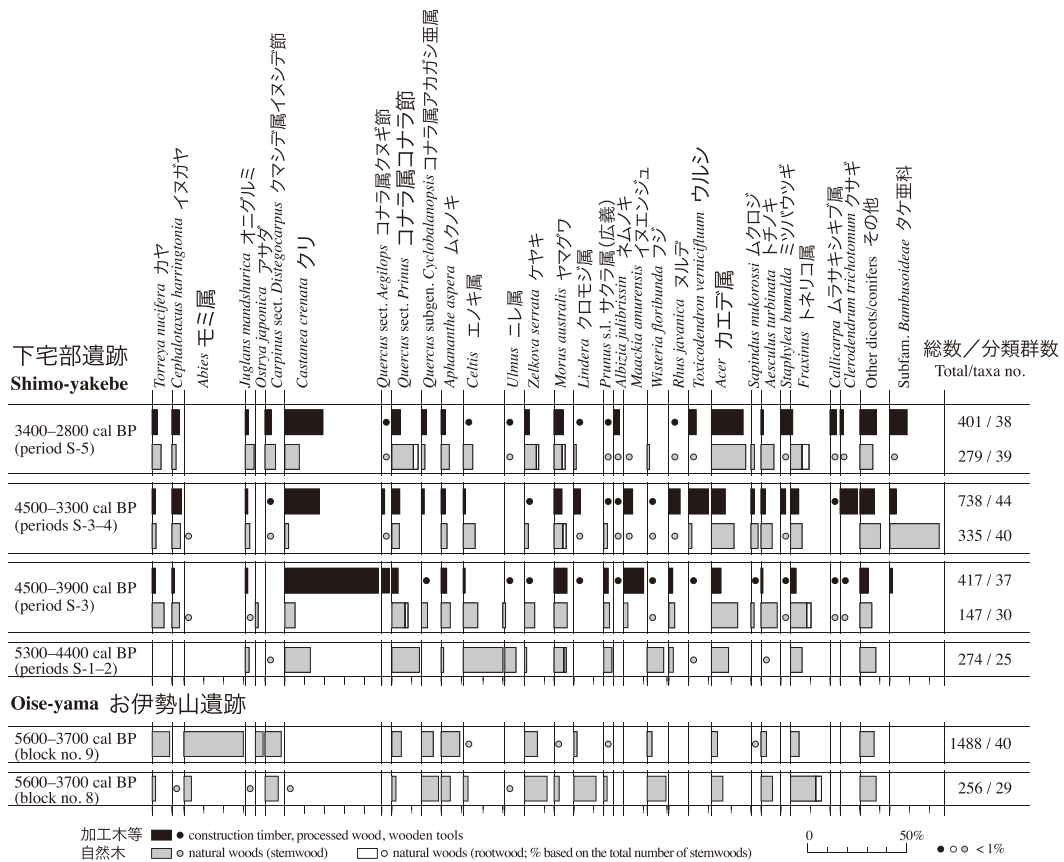 Torreya nucifera カヤ
Cephalotaxus harringtonia イヌガヤ
Abies モミ属
Juglans mandshurica オニグルミ
Ostrya japonica アサダ
Carpinus sect. Distegocarpus クマシデ属イヌシデ節
Castanea crenata クリ
Quercus sect. Aegilops コナラ属クヌギ節
Quercus sect. Prinus コナラ属コナラ節
Quercus subgen. Cyclobalanopsis コナラ属アカガシ亜属
Aphananthe aspera ムクノキ
Celtis エノキ属
Ulmus ニレ属
Zelkova serrata ケヤキ
Morus australis ヤマグワ
Lindera クロモジ属
Prunus s.l. サクラ属(広義)
Albizia julibrissin ネムノキ
Maackia amurensis イヌエンジュ
Wisteria floribunda フジ
Rhus javanica ヌルデ
Toxicodendron vernicifluum ウルシ
Acer カエデ属
Sapindus mukorossi ムクロジ
Aesculus turbinata トチノキ
Staphylea bumalda ミツバウツギ
Fraxinus トネリコ属
Callicarpa ムラサキシキブ属
Clerodendrum trichotomum クサギ
Other dicots/conifers その他
Subfam. Bambusoideae タケ亜科
下宅部遺跡
Shimo-yakebe
総数／分類群数
Total/taxa no.
3400–2800 cal BP
(period S-5)
401 / 38
279 / 39
4500–3300 cal BP
(periods S-3–4)
738 / 44
335 / 40
4500–3900 cal BP
(period S-3)
417 / 37
147 / 30
5300–4400 cal BP
(periods S-1–2)
274 / 25
Oise-yama お伊勢山遺跡
5600–3700 cal BP
(block no. 9)
1488 / 40
5600–3700 cal BP
(block no. 8)
256 / 29
加工木等 construction timber, processed wood, wooden tools
自然木 natural woods (stemwood) natural woods (rootwood; % based on the total number of stemwoods)
0 50%
< 1%